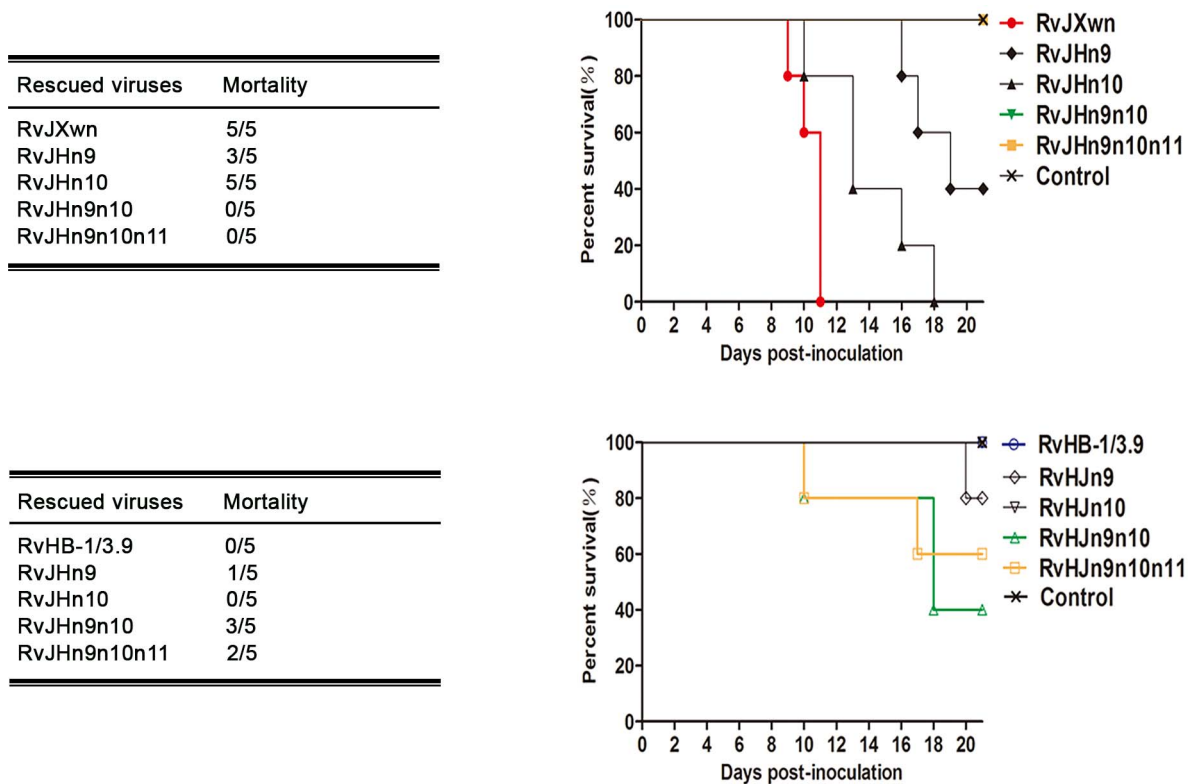 Rescued viruses Mortality
RvJXwn 5/5
RvJHn9 3/5
RvJHn10 5/5
RvJHn9n10 0/5
RvJHn9n10n11 0/5
Percent survival(%)
100
80
60
40
20
0
0 2 4 6 8 10 12 14 16 18 20
Days post-inoculation
RvJXwn
RvJHn9
RvJHn10
RvJHn9n10
RvJHn9n10n11
Control
Rescued viruses Mortality
RvHB-1/3.9 0/5
RvJHn9 1/5
RvJHn10 0/5
RvJHn9n10 3/5
RvJHn9n10n11 2/5
Percent survival(%)
100
80
60
40
20
0
0 2 4 6 8 10 12 14 16 18 20
Days post-inoculation
RvHB-1/3.9
RvHJn9
RvHJn10
RvHJn9n10
RvHJn9n10n11
Control